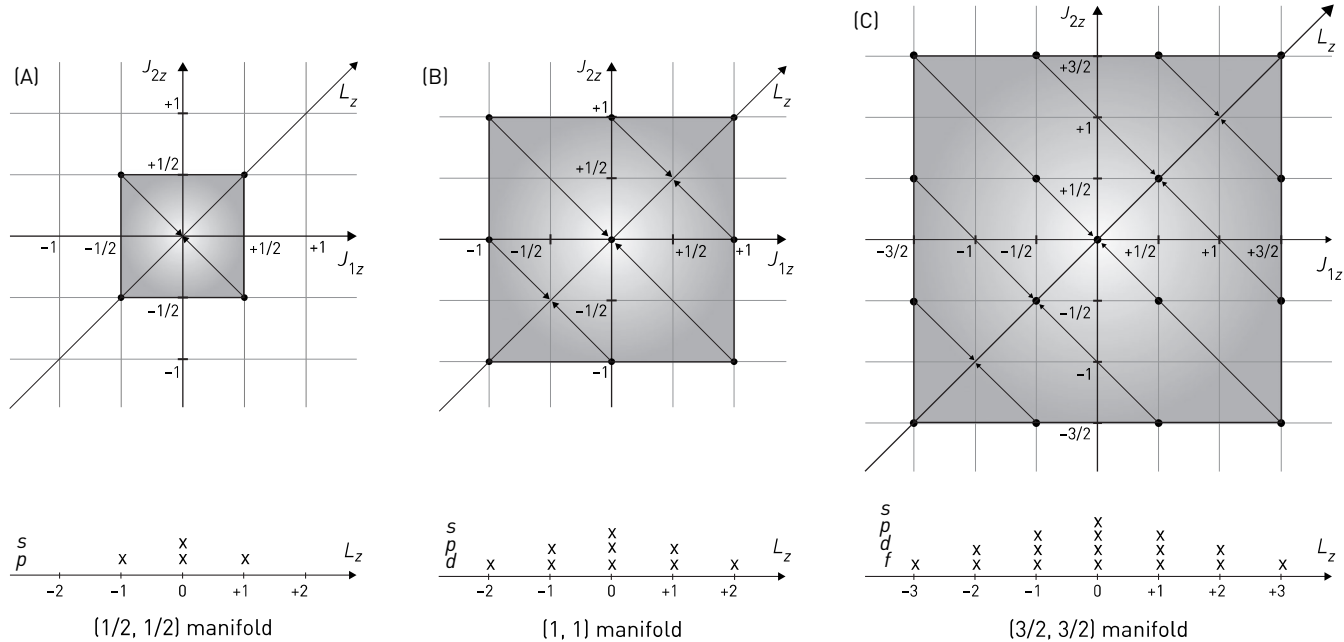 (A)
J2z
Lz
+1
+1/2
−1
−1/2
+1/2
+1
J1z
−1/2
−1
s
p
x
x x x
Lz
−2 −1 0 +1 +2
(1/2, 1/2) manifold
(B)
J2z
Lz
+1
+1/2
−1
−1/2
+1/2
+1
J1z
−1/2
−1
s
p
d
x
x x x
x x x x x
Lz
−2 −1 0 +1 +2
(1, 1) manifold
(C)
J2z
Lz
+3/2
+1
+1/2
−3/2
−1
−1/2
+1/2
+1
+3/2
J1z
−1/2
−1
−3/2
s
p
d
f
x
x x x
x x x x x
x x x x x x x
Lz
−3 −2 −1 0 +1 +2 +3
(3/2, 3/2) manifold